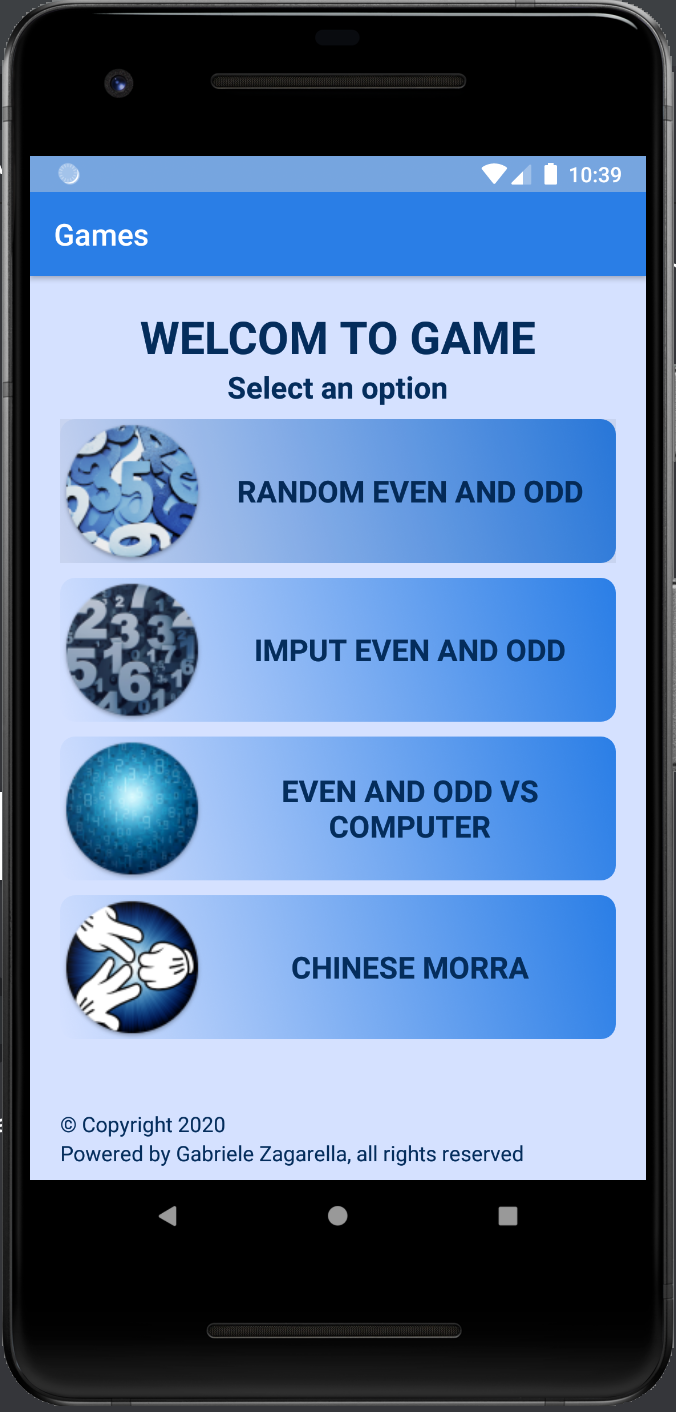 10:39
Games
WELCOM TO GAME
Select an option
RANDOM EVEN AND ODD
IMPUT EVEN AND ODD
EVEN AND ODD VS
COMPUTER
CHINESE MORRA
© Copyright 2020
Powered by Gabriele Zagarella, all rights reserved